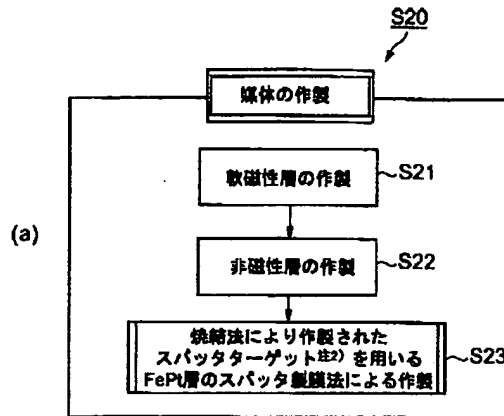 S20
媒体の作製
軟磁性層の作製
S21
(a)
非磁性層の作製
S22
焼結法により作製された
スパッタターゲット注2)を用いる
FePt層のスパッタ製膜法による作製
S23